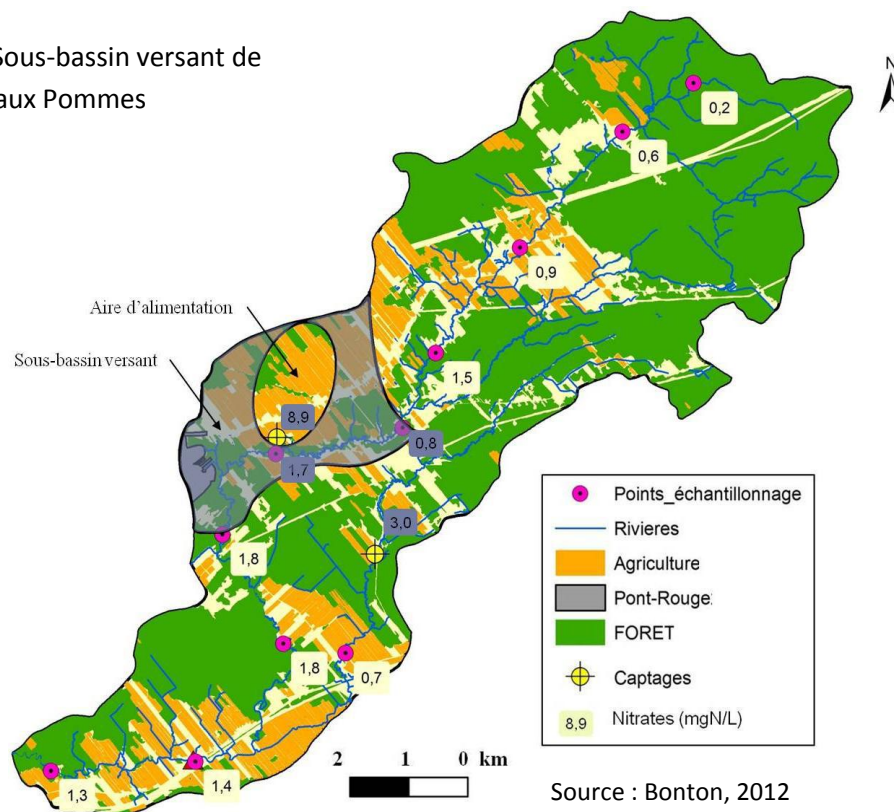 Sous-bassin versant de
aux Pommes
N
0,2
0,6
0,9
Aire d'alimentation
Sous-bassin versant
1,5
8,9
0,8
1,7
3,0
1,8
1,8
0,7
1,3
1,4
Points_échantillonnage
Rivieres
Agriculture
Pont-Rouge
FORET
Captages
8,9 Nitrates (mgN/L)
2 1 0 km
Source : Bonton, 2012